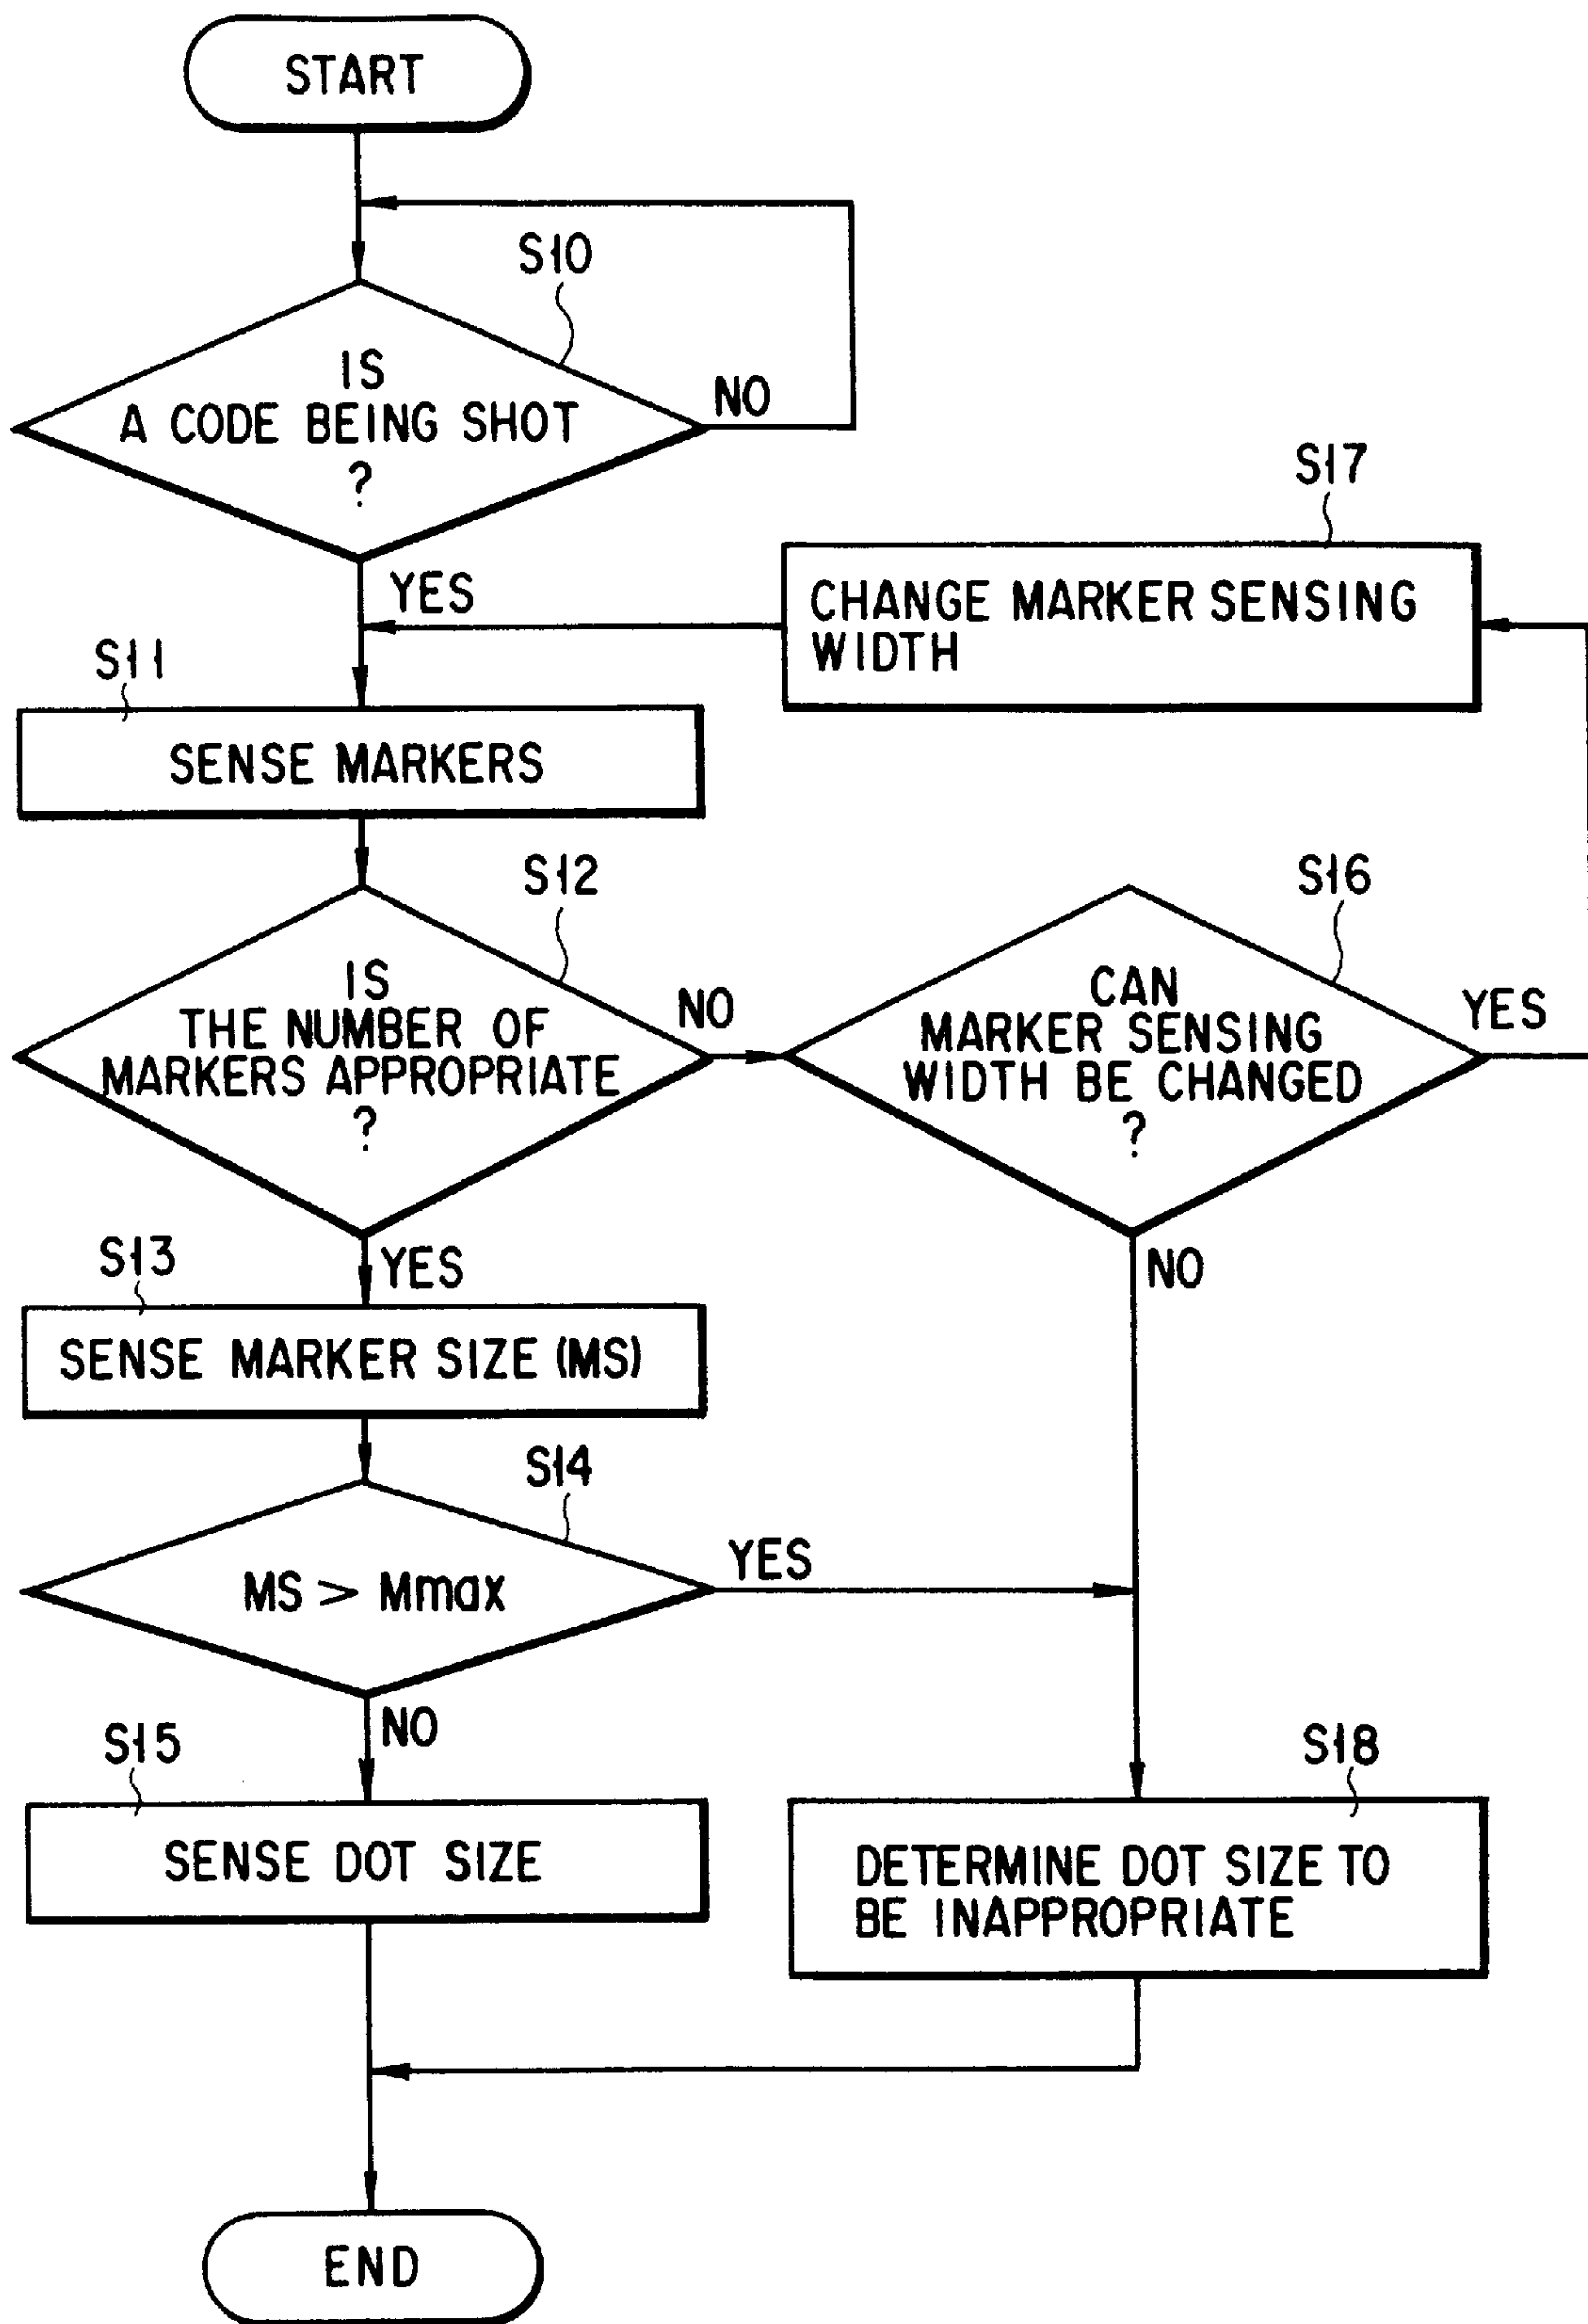 START
S10
IS
A CODE BEING SHOT
?
NO
YES
S17
CHANGE MARKER SENSING
WIDTH
S11
SENSE MARKERS
S12
IS
THE NUMBER OF
MARKERS APPROPRIATE
?
NO
S16
CAN
MARKER SENSING
WIDTH BE CHANGED
?
YES
NO
YES
S13
SENSE MARKER SIZE (MS)
S14
MS > Mmax
YES
NO
S15
SENSE DOT SIZE
S18
DETERMINE DOT SIZE TO
BE INAPPROPRIATE
END